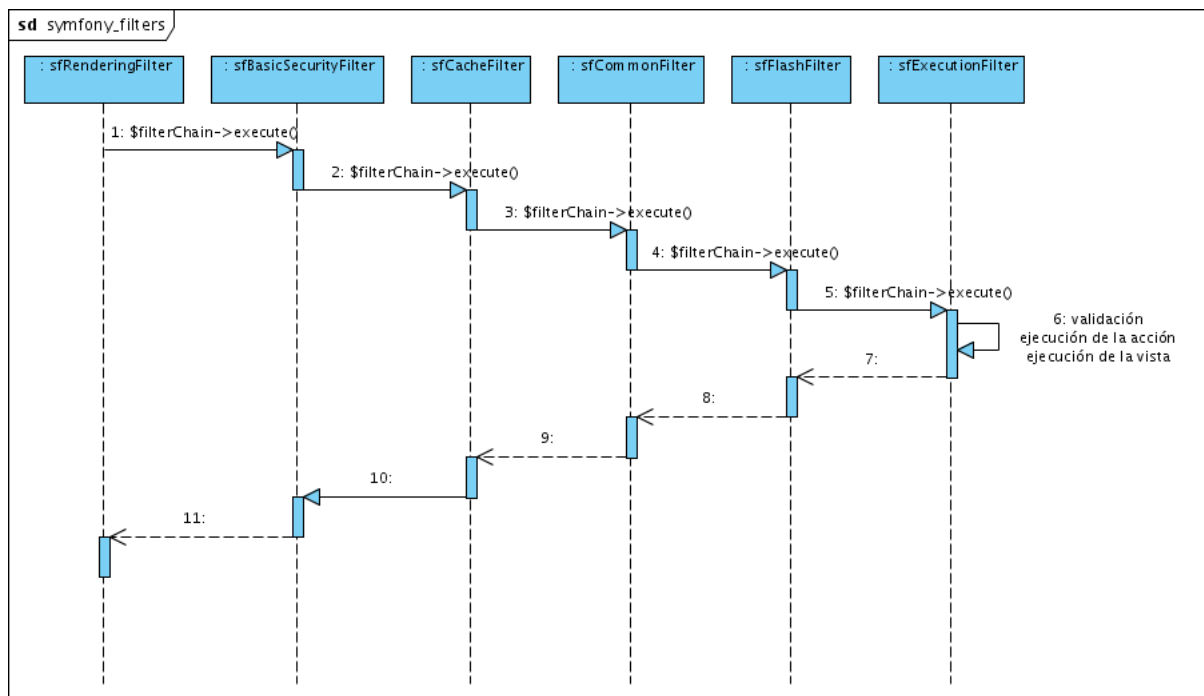 sd symfony_filters
: sfRenderingFilter
: sfBasicSecurityFilter
: sfCacheFilter
: sfCommonFilter
: sfFlashFilter
: sfExecutionFilter
1: $filterChain->execute()
2: $filterChain->execute()
3: $filterChain->execute()
4: $filterChain->execute()
5: $filterChain->execute()
6: validación
ejecución de la acción
ejecución de la vista
7:
8:
9:
10:
11: